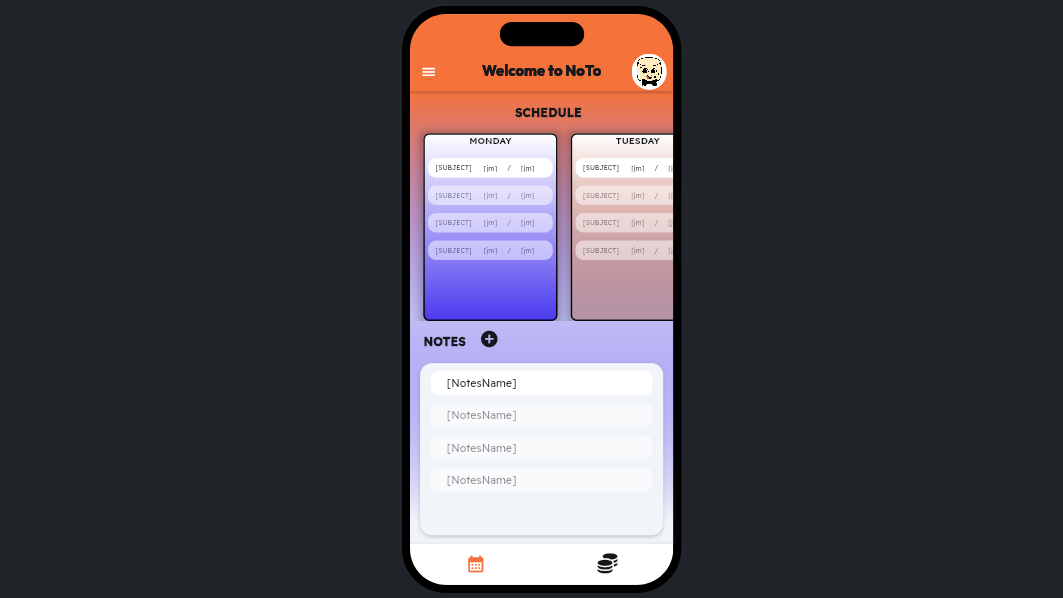 Welcome to NoTo
SCHEDULE
MONDAY
[SUBJECT] [jm] / [jm]
[SUBJECT] [jm] / [jm]
[SUBJECT] [jm] / [jm]
[SUBJECT] [jm] / [jm]
TUESDAY
[SUBJECT] [jm] /
[SUBJECT] [jm] /
[SUBJECT] [jm] /
[SUBJECT] [jm] /
NOTES
[NotesName]
[NotesName]
[NotesName]
[NotesName]